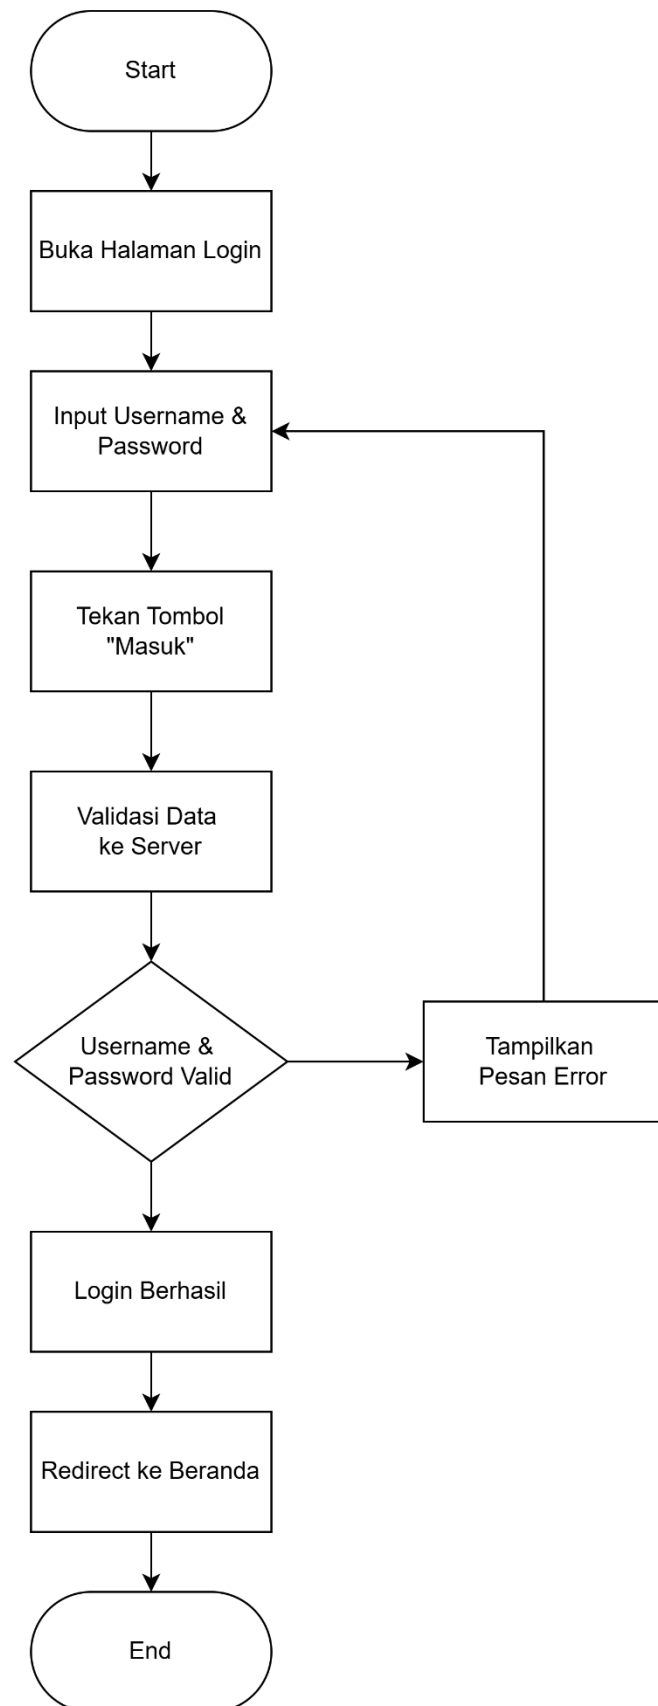 Start
Buka Halaman Login
Input Username &
Password
Tekan Tombol
"Masuk"
Validasi Data
ke Server
Username &
Password Valid
Tampilkan
Pesan Error
Login Berhasil
Redirect ke Beranda
End